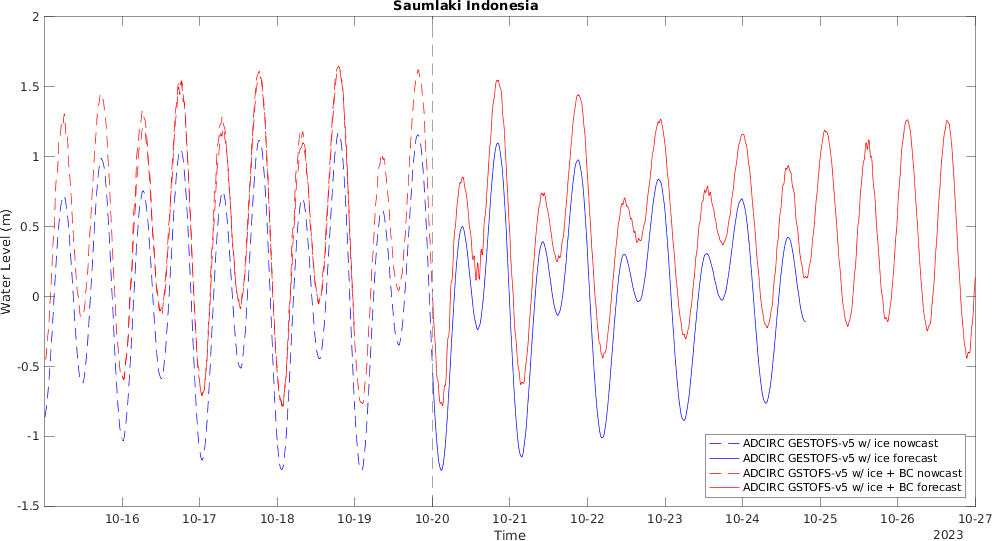 Saumlaki Indonesia
2
1.5
1
0.5
0
-0.5
-1
-1.5
Water Level (m)
10-16 10-17 10-18 10-19 10-20 10-21 10-22 10-23 10-24 10-25 10-26 10-27
Time
2023
ADCIRC GESTOFS-v5 w/ ice nowcast
ADCIRC GESTOFS-v5 w/ ice forecast
ADCIRC GSTOFS-v5 w/ ice + BC nowcast
ADCIRC GSTOFS-v5 w/ ice + BC forecast